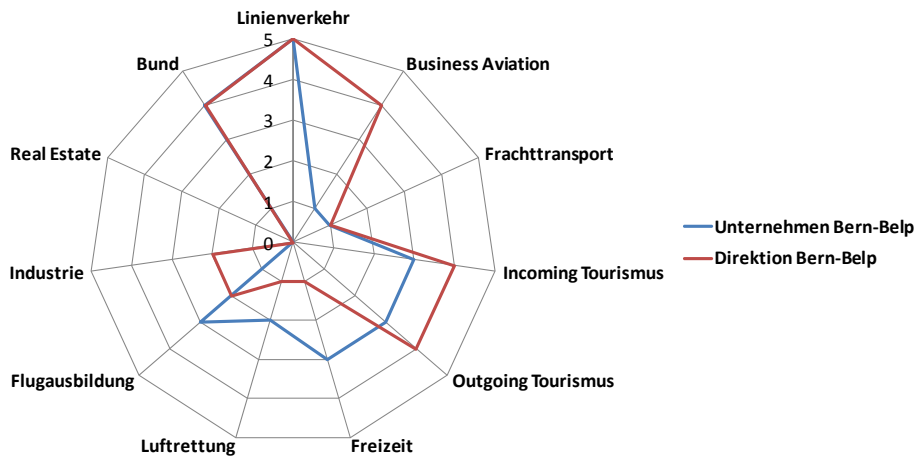 Linienverkehr
Business Aviation
Frachttransport
Incoming Tourismus
Outgoing Tourismus
Freizeit
Luftrettung
Flugausbildung
Industrie
Real Estate
Bund
5
4
3
2
1
0
Unternehmen Bern-Belp
Direktion Bern-Belp